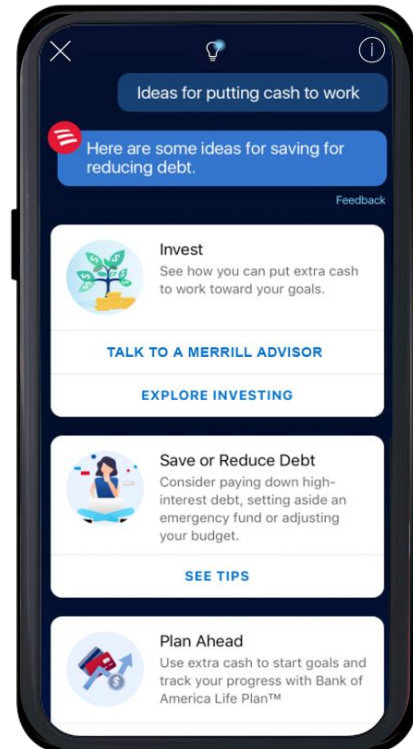 Ideas for putting cash to work
Here are some ideas for saving for
reducing debt.
Feedback
Invest
See how you can put extra cash
to work toward your goals.
TALK TO A MERRILL ADVISOR
EXPLORE INVESTING
Save or Reduce Debt
Consider paying down high-
interest debt, setting aside an
emergency fund or adjusting
your budget.
SEE TIPS
Plan Ahead
Use extra cash to start goals and
track your progress with Bank of
America Life Plan™